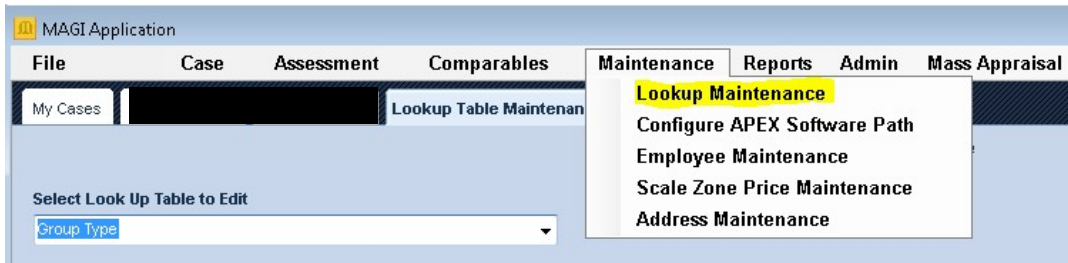 MAGI Application
File Case Assessment Comparables Maintenance Reports Admin Mass Appraisal
My Cases Lookup Table Maintenan
Lookup Maintenance
Configure APEX Software Path
Employee Maintenance
Scale Zone Price Maintenance
Address Maintenance
Select Look Up Table to Edit
Group Type